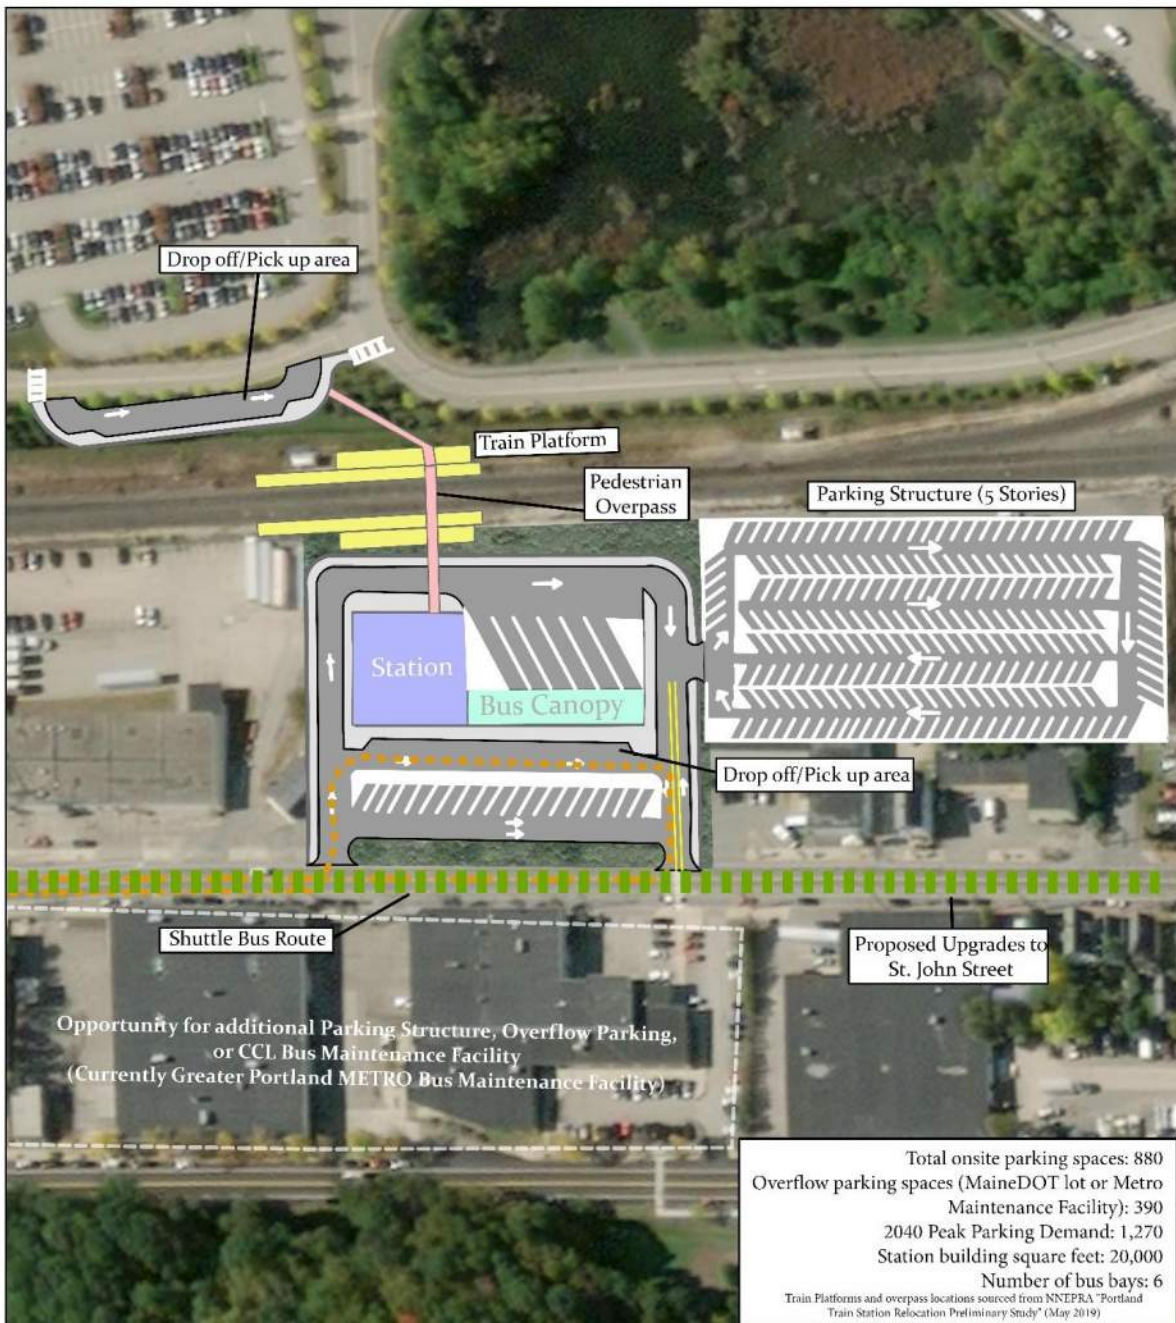 Drop off/Pick up area
Train Platform
Pedestrian
Overpass
Parking Structure (5 Stories)
Station
Bus Canopy
Drop off/Pick up area
Shuttle Bus Route
Proposed Upgrades to
St. John Street
Opportunity for additional Parking Structure, Overflow Parking,
or CCL Bus Maintenance Facility
(Currently Greater Portland METRO Bus Maintenance Facility)
Total onsite parking spaces: 880
Overflow parking spaces (MaineDOT lot or Metro
Maintenance Facility): 390
2040 Peak Parking Demand: 1,270
Station building square feet: 20,000
Number of bus bays: 6
Train Platforms and overpass locations sourced from NNEPRA "Portland
Train Station Relocation Preliminary Study" (May 2019)